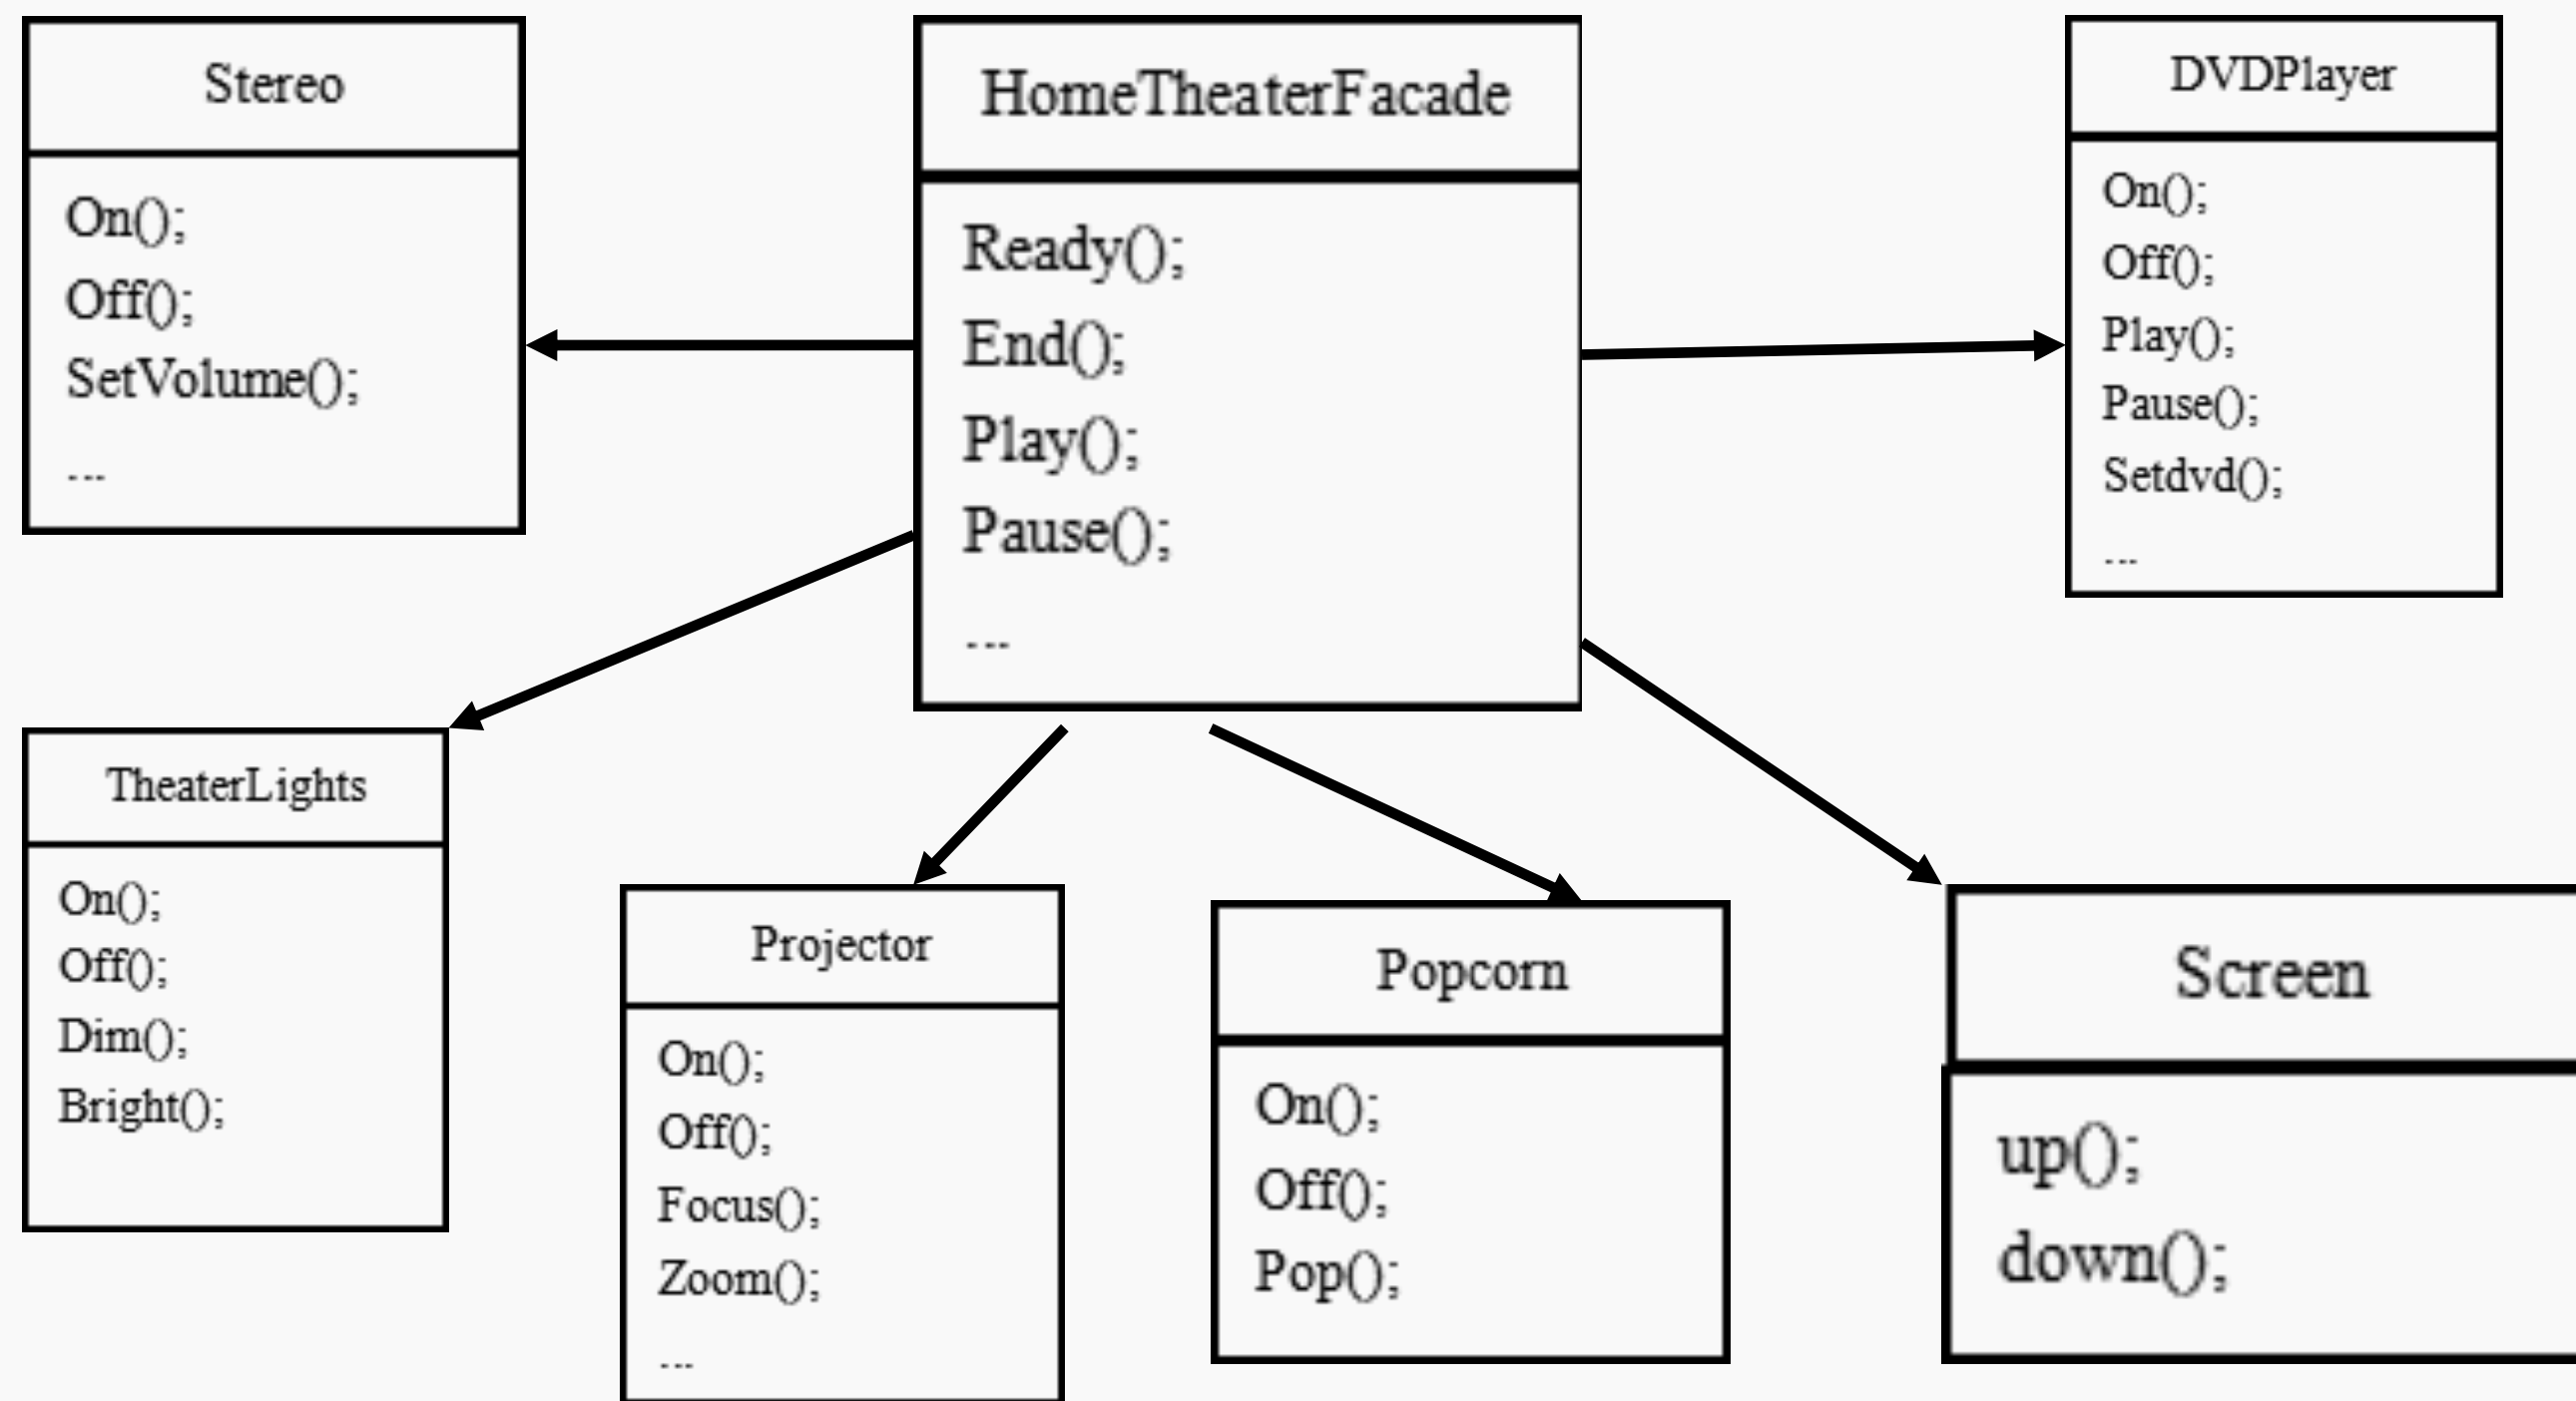 Stereo
On();
Off();
SetVolume();
...
HomeTheaterFacade
Ready();
End();
Play();
Pause();
...
DVDPlayer
On();
Off();
Play();
Pause();
Setdvd();
...
TheaterLights
On();
Off();
Dim();
Bright();
Projector
On();
Off();
Focus();
Zoom();
...
Popcorn
On();
Off();
Pop();
Screen
up();
down();